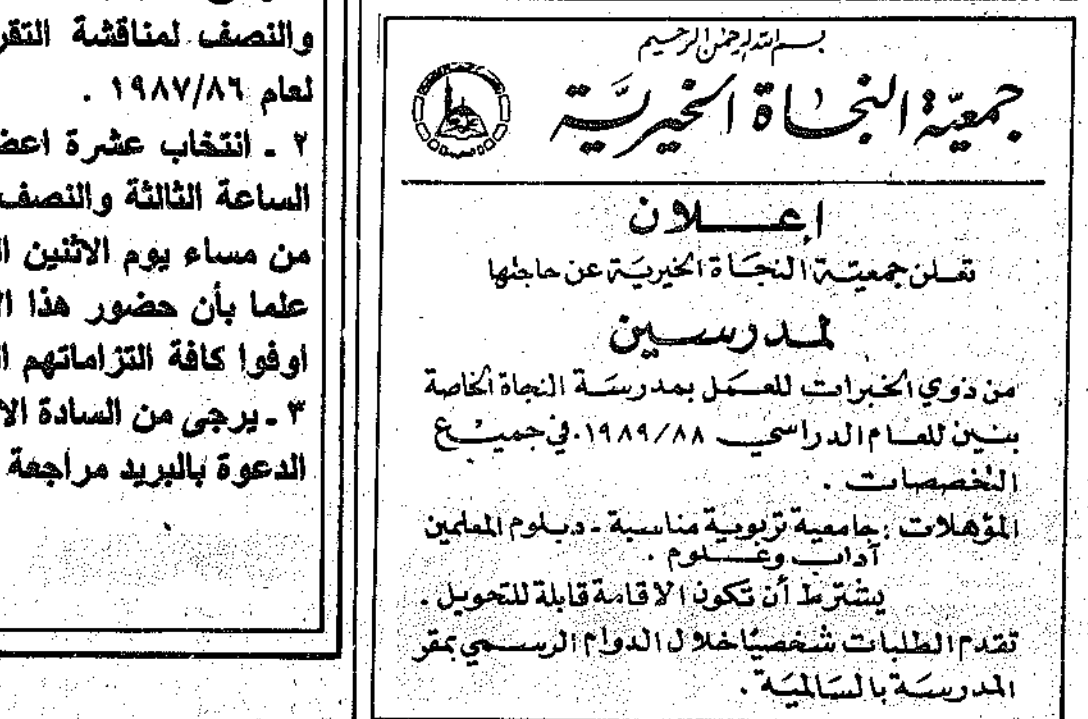 بسم الله الرحمن الرحيم
جمعية النجاة الخيرية
إعلان
تعلن جمعية النجاة الخيرية عن حاجتها
لمدرسين
من ذوي الخبرات للعمل بمدرسة النجاة الخاصة
بنين للعام الدراسي ١٩٨٩/٨٨. في جميع
التخصصات .
المؤهلات : جامعية تربوية مناسبة - دبلوم المعلمين
آداب وعلوم .
يشترط أن تكون الاقامة قابلة للتحويل .
تقدم الطلبات شخصيًا خلال الدوام الرسمي بمقر
المدرسة بالسالمية .
والنصف لمناقشة
لعام ١٩٨٧/٨٦ .
٢ - انتخاب عشرة
الساعة الثالثة والنصف
من مساء يوم الاثنين
علما بأن حضور هذا
اوفوا كافة التزاماتهم
٣ - يرجى من السادة
الدعوة بالبريد مراجعة